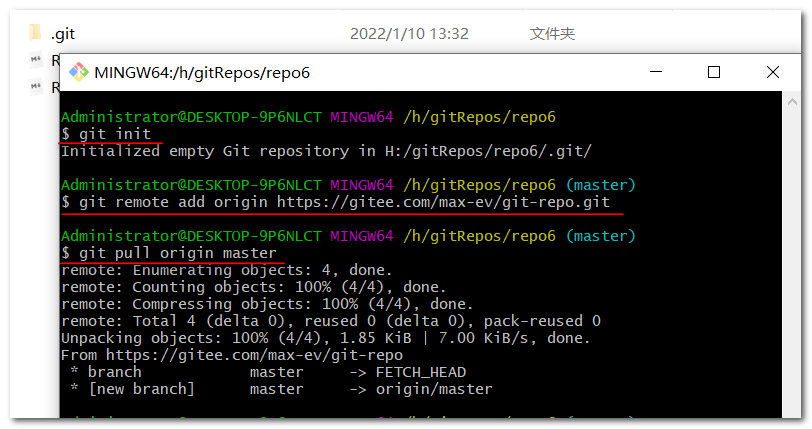 .git 2022/1/10 13:32 文件夹
R
MINGW64:/h/gitRepos/repo6
R
Administrator@DESKTOP-9P6NLCT MINGW64 /h/gitRepos/repo6
$ git init
Initialized empty Git repository in H:/gitRepos/repo6/.git/
Administrator@DESKTOP-9P6NLCT MINGW64 /h/gitRepos/repo6 (master)
$ git remote add origin https://gitee.com/max-ev/git-repo.git
Administrator@DESKTOP-9P6NLCT MINGW64 /h/gitRepos/repo6 (master)
$ git pull origin master
remote: Enumerating objects: 4, done.
remote: Counting objects: 100% (4/4), done.
remote: Compressing objects: 100% (4/4), done.
remote: Total 4 (delta 0), reused 0 (delta 0), pack-reused 0
Unpacking objects: 100% (4/4), 1.85 KiB | 7.00 KiB/s, done.
From https://gitee.com/max-ev/git-repo
 * branch            master     -> FETCH_HEAD
 * [new branch]      master     -> origin/master